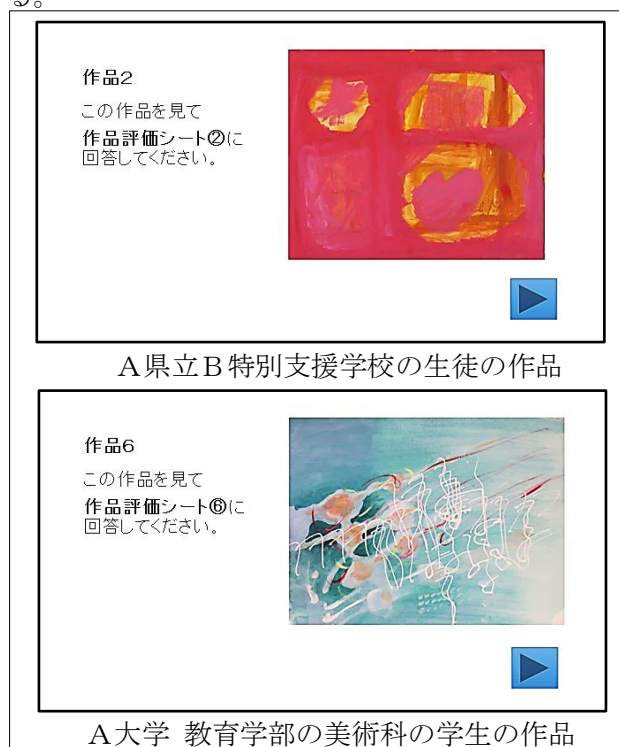 る。
作品2
この作品を見て
作品評価シート②に
回答してください。
A県立B特別支援学校の生徒の作品
作品6
この作品を見て
作品評価シート⑥に
回答してください。
A大学 教育学部の美術科の学生の作品